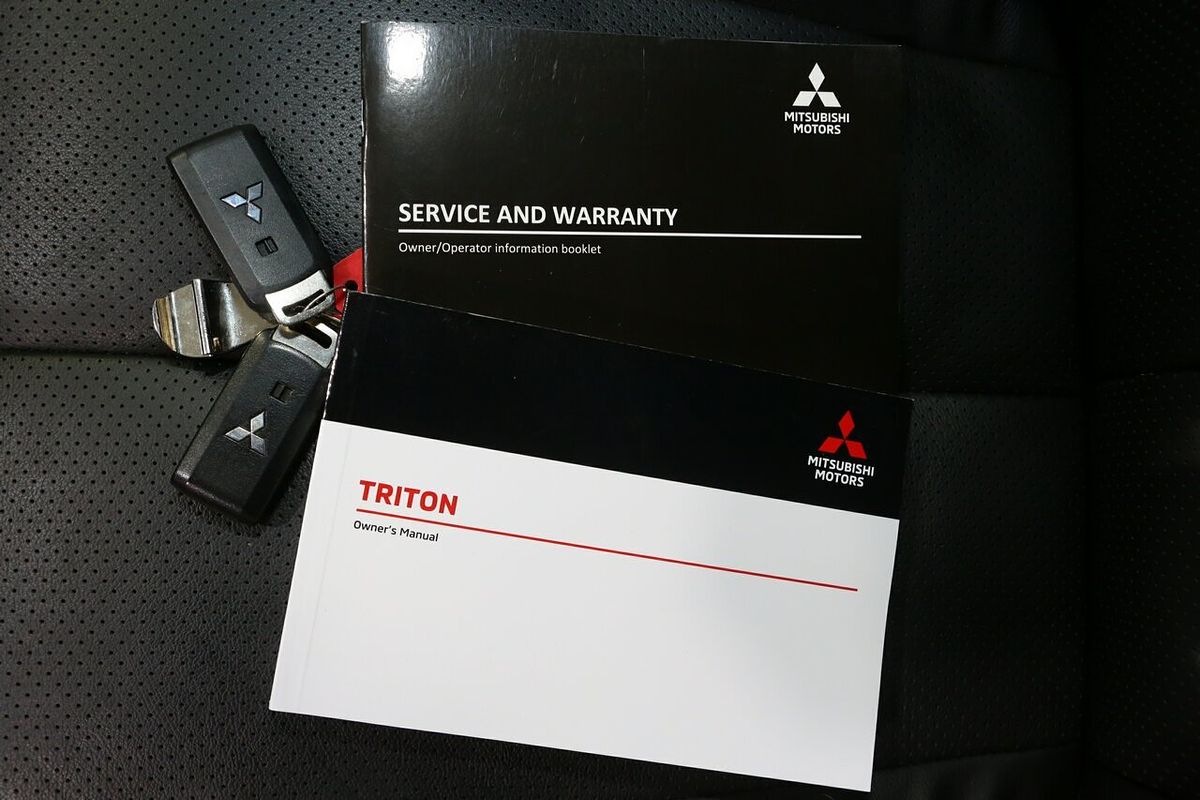 MITSUBISHI
MOTORS
SERVICE AND WARRANTY
Owner/Operator information booklet
MITSUBISHI
MOTORS
TRITON
Owner's Manual